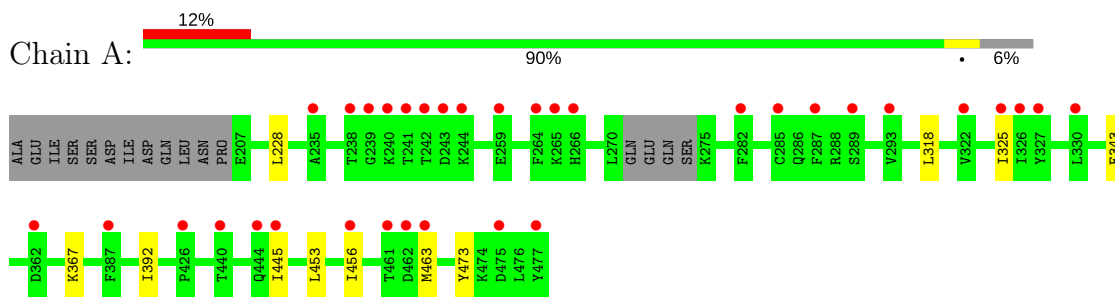 12%
Chain A:
90%
•
6%
ALA GLU ILE SER SER ASP ILE ASP GLN LEU ASN PRO E207 L228 A235 T238 G239 K240 T241 T242 D243 K244 E259 F264 K265 H266 L270 GLN GLU GLN SER K275 F282 C285 Q286 F287 R288 S289 V293 L318 V322 I325 I326 Y327 L330 E343
D362 K367 F387 I392 P426 T440 Q444 I445 L453 I456 T461 D462 M463 Y473 K474 D475 L476 Y477